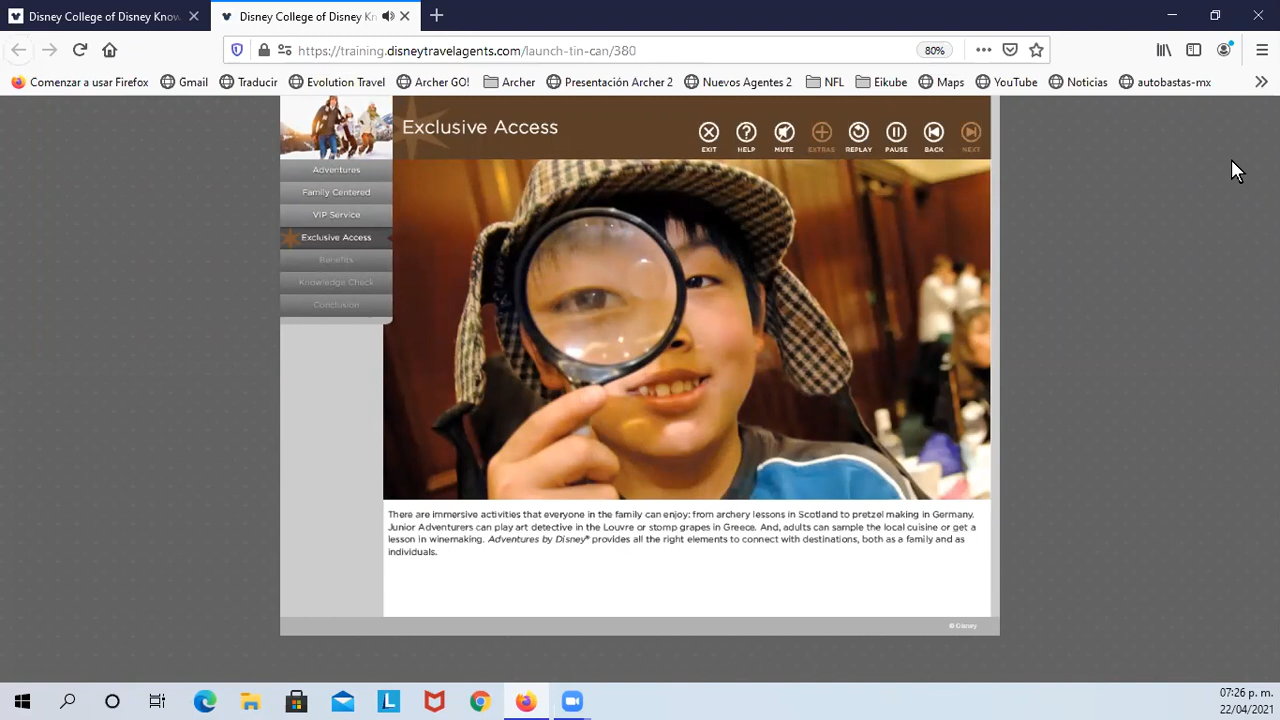 Disney College of Disney Know
Disney College of Disney Kn
https://training.disneytravelagents.com/launch-tin-can/380
80%
Comenzar a usar Firefox
Gmail
Traducir
Evolution Travel
Archer GO!
Archer
Presentación Archer 2
Nuevos Agentes 2
NFL
Eikube
Maps
YouTube
Noticias
autobastas-mx
Exclusive Access
EXIT
HELP
MUTE
EXTRAS
REPLAY
PAUSE
BACK
NEXT
Adventures
Family Centered
VIP Service
Exclusive Access
Benefits
Knowledge Check
Conclusion
There are immersive activities that everyone in the family can enjoy: from archery lessons in Scotland to pretzel making in Germany.
Junior Adventurers can play art detective in the Louvre or stomp grapes in Greece. And, adults can sample the local cuisine or get a
lesson in winemaking. Adventures by Disney® provides all the right elements to connect with destinations, both as a family and as
individuals.
© Disney
07:26 p. m.
22/04/2021